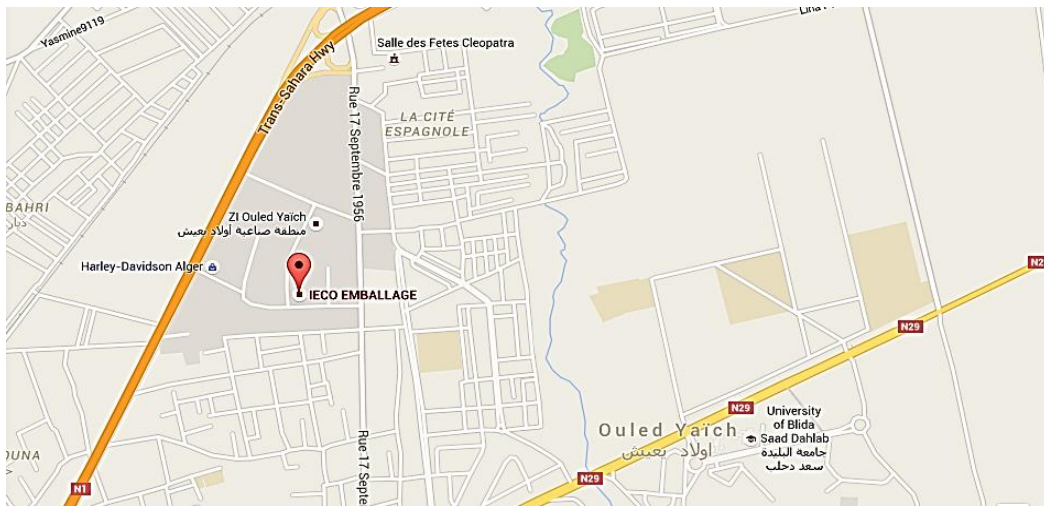 Yasmine9119
Salle des Fetes Cleopatra
Trans-Sahara Hwy
Rue 17 Septembre 1956
LA CITÉ
ESPAGNOLE
BAHRI
ZI Ouled Yaïch
منطقة صناعية أولاد يعيش
Harley-Davidson Alger
IECO EMBALLAGE
N29
N29
University
of Blida
Saad Dahlab
جامعة البليدة
سعد دحلب
Ouled Yaïch
اولاد يعيش
Rue 17 Septe
OUNA
N29
N1